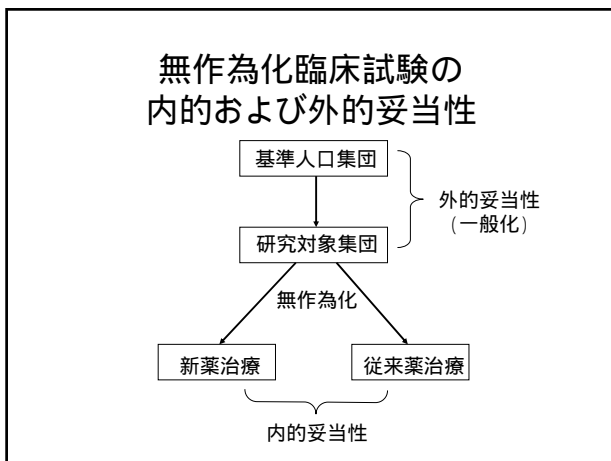 無作為化臨床試験の
内的および外的妥当性
基準人口集団
外的妥当性
(一般化)
研究対象集団
無作為化
新薬治療
従来薬治療
内的妥当性